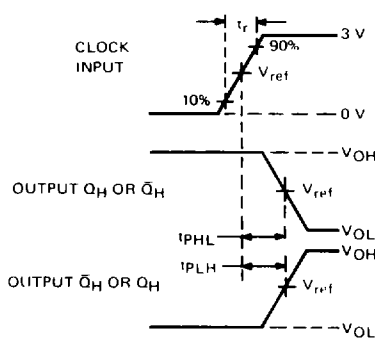 tr
90%
3 V
CLOCK
INPUT
Vref
10%
0 V
VOH
OUTPUT QH OR Q̄H
Vref
VOL
tPHL
VOH
tPLH
OUTPUT Q̄H OR QH
Vref
VOL